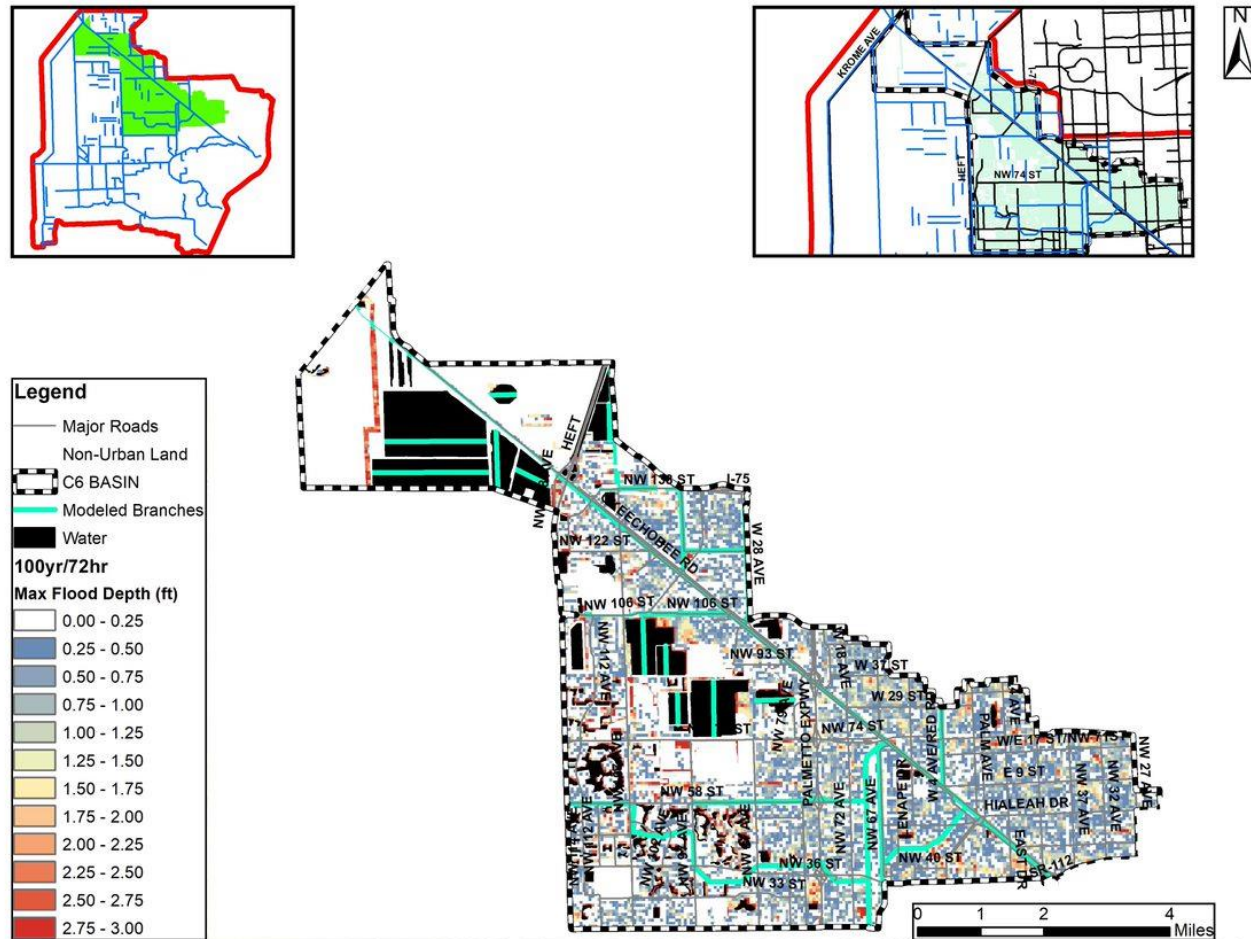 N
KROME AVE
I-75
HEFT
NW 74 ST
Legend
Major Roads
Non-Urban Land
C6 BASIN
Modeled Branches
Water
100yr/72hr
Max Flood Depth (ft)
0.00 - 0.25
0.25 - 0.50
0.50 - 0.75
0.75 - 1.00
1.00 - 1.25
1.25 - 1.50
1.50 - 1.75
1.75 - 2.00
2.00 - 2.25
2.25 - 2.50
2.50 - 2.75
2.75 - 3.00
HEFT
I-75
NW 122 ST
W 28 AVE
NW 106 ST
NW 106 ST
NW 112 AVE
NW 93 ST
W 37 ST
W 29 ST
PALMETTO EXPWY
NW 74 ST
PALM AVE
W/E 17 ST/NW 71 S
E 9 ST
NW 27 AVE
NW 37 AVE
NW 32 AVE
NW 58 ST
NW 72 AVE
NW 67 AVE
HIALEAH DR
NW 36 ST
NW 40 ST
NW 33 ST
EAST DR
SR-112
0 1 2 4
Miles